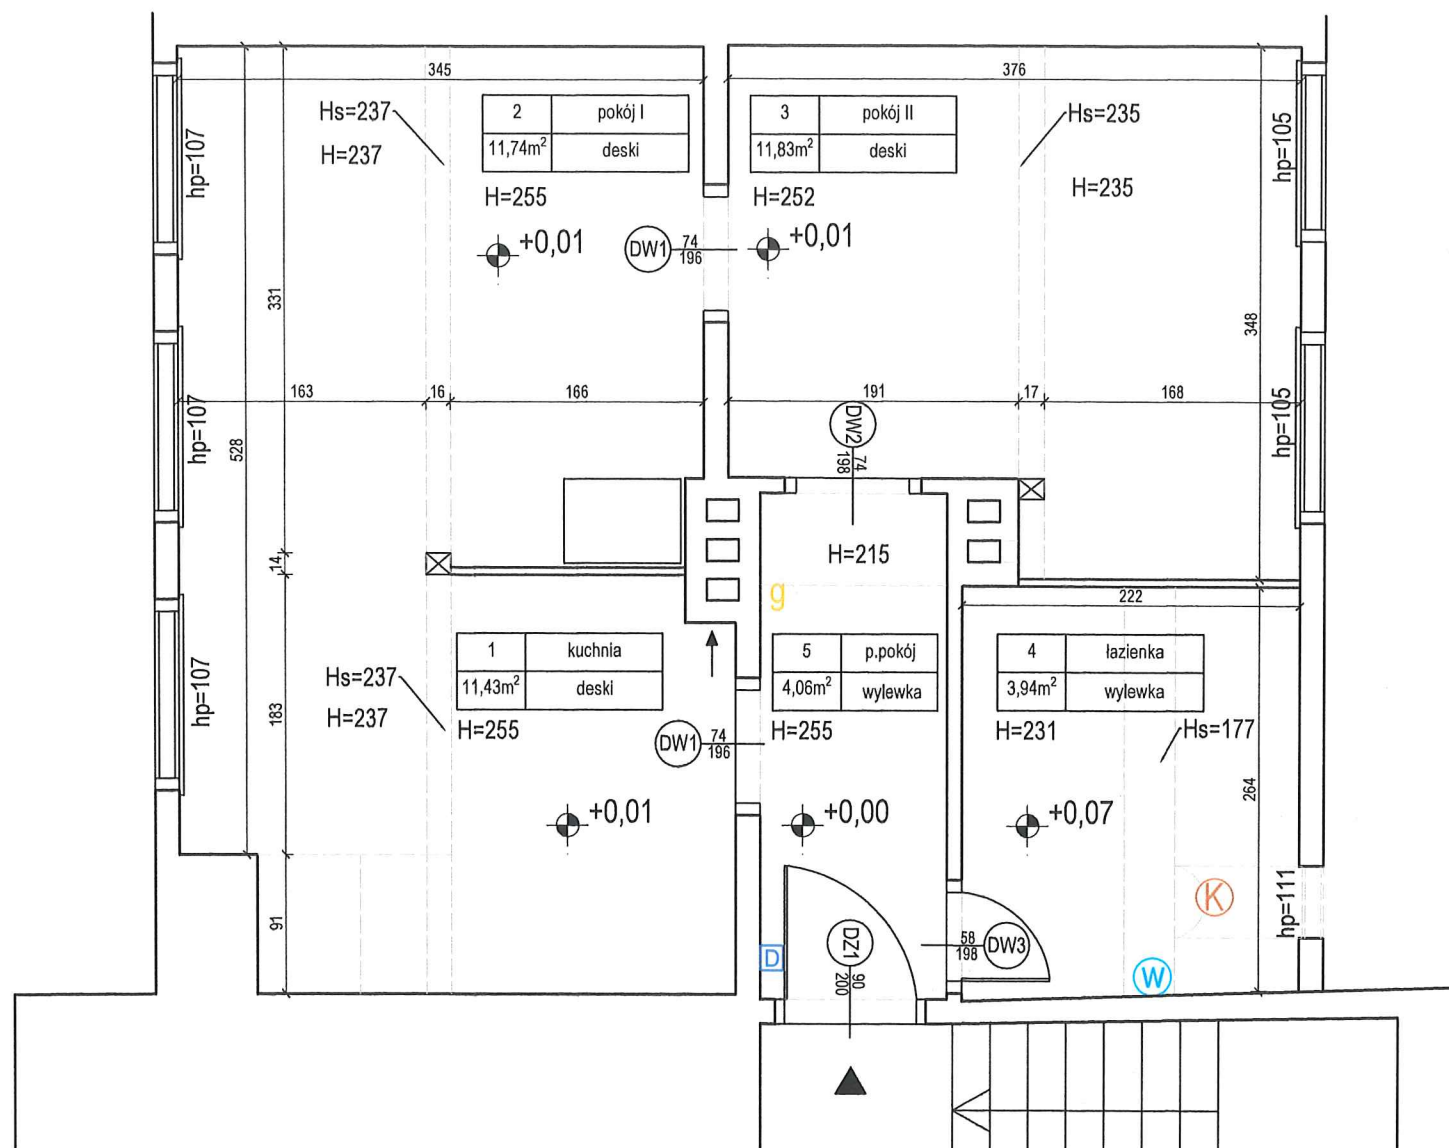 345
376
Hs=237
H=237
2 pokój I
11,74m² deski
H=255
+0,01
3 pokój II
11,83m² deski
H=252
+0,01
Hs=235
H=235
hp=107
hp=105
DW1 74
196
331
348
163
16
166
191
17
168
hp=107
hp=105
528
DW2 74
198
14
H=215
g
222
1 kuchnia
11,43m² deski
H=255
Hs=237
H=237
hp=107
183
5 p.pokój
4,06m² wylewka
H=255
4 łazienka
3,94m² wylewka
H=231
Hs=177
DW1 74
196
+0,01
+0,00
+0,07
264
91
K
hp=111
D
DZ1 90
200
58
198 DW3
W